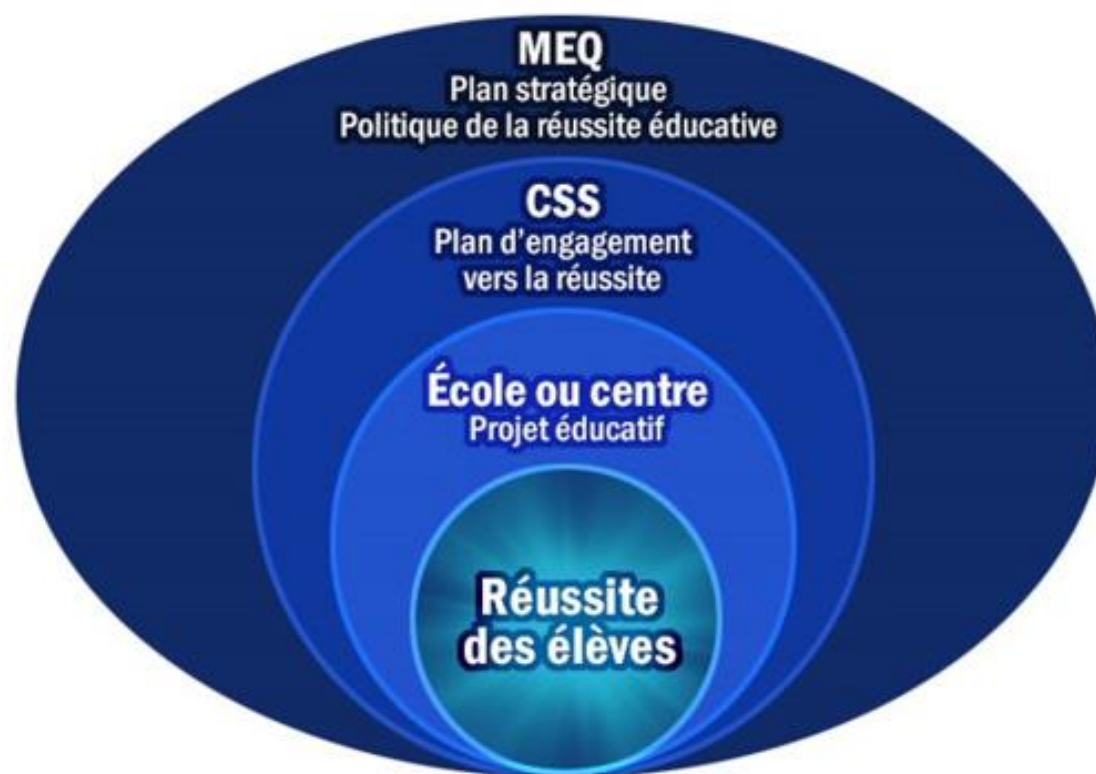 MEQ
Plan stratégique
Politique de la réussite éducative
CSS
Plan d'engagement
vers la réussite
École ou centre
Projet éducatif
Réussite
des élèves